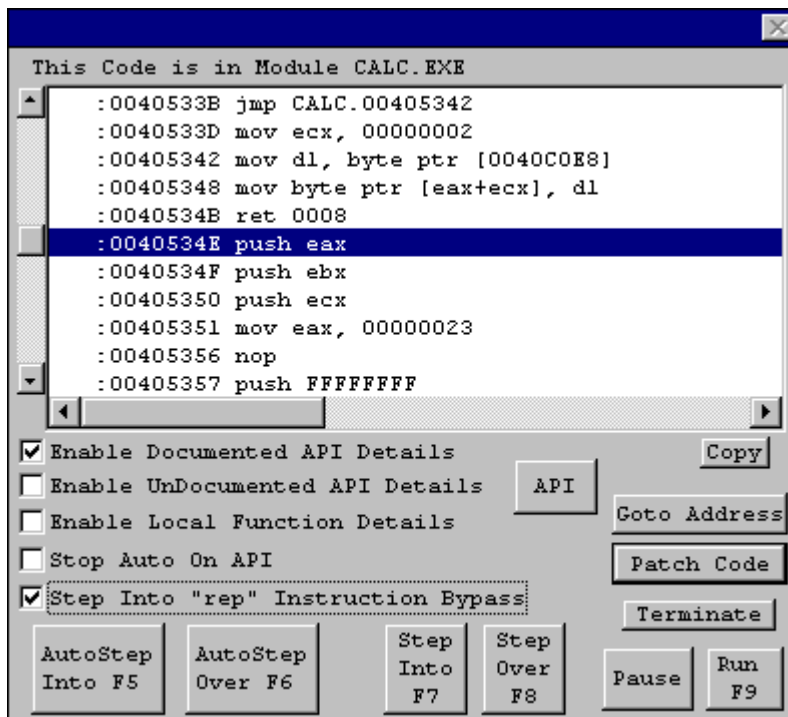 This Code is in Module CALC.EXE
:0040533B jmp CALC.00405342
:0040533D mov ecx, 00000002
:00405342 mov dl, byte ptr [0040C0E8]
:00405348 mov byte ptr [eax+ecx], dl
:0040534B ret 0008
:0040534E push eax
:0040534F push ebx
:00405350 push ecx
:00405351 mov eax, 00000023
:00405356 nop
:00405357 push FFFFFFFF
Enable Documented API Details
Copy
Enable UnDocumented API Details
API
Goto Address
Enable Local Function Details
Stop Auto On API
Patch Code
Step Into "rep" Instruction Bypass
Terminate
AutoStep
Into F5
AutoStep
Over F6
Step
Into
F7
Step
Over
F8
Pause
Run
F9